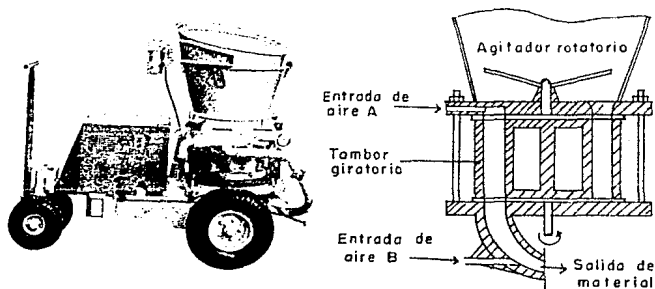 Agitador rotatorio
Entrada de
aire A
Tambor
giratorio
Entrada de
aire B
Salida de
material